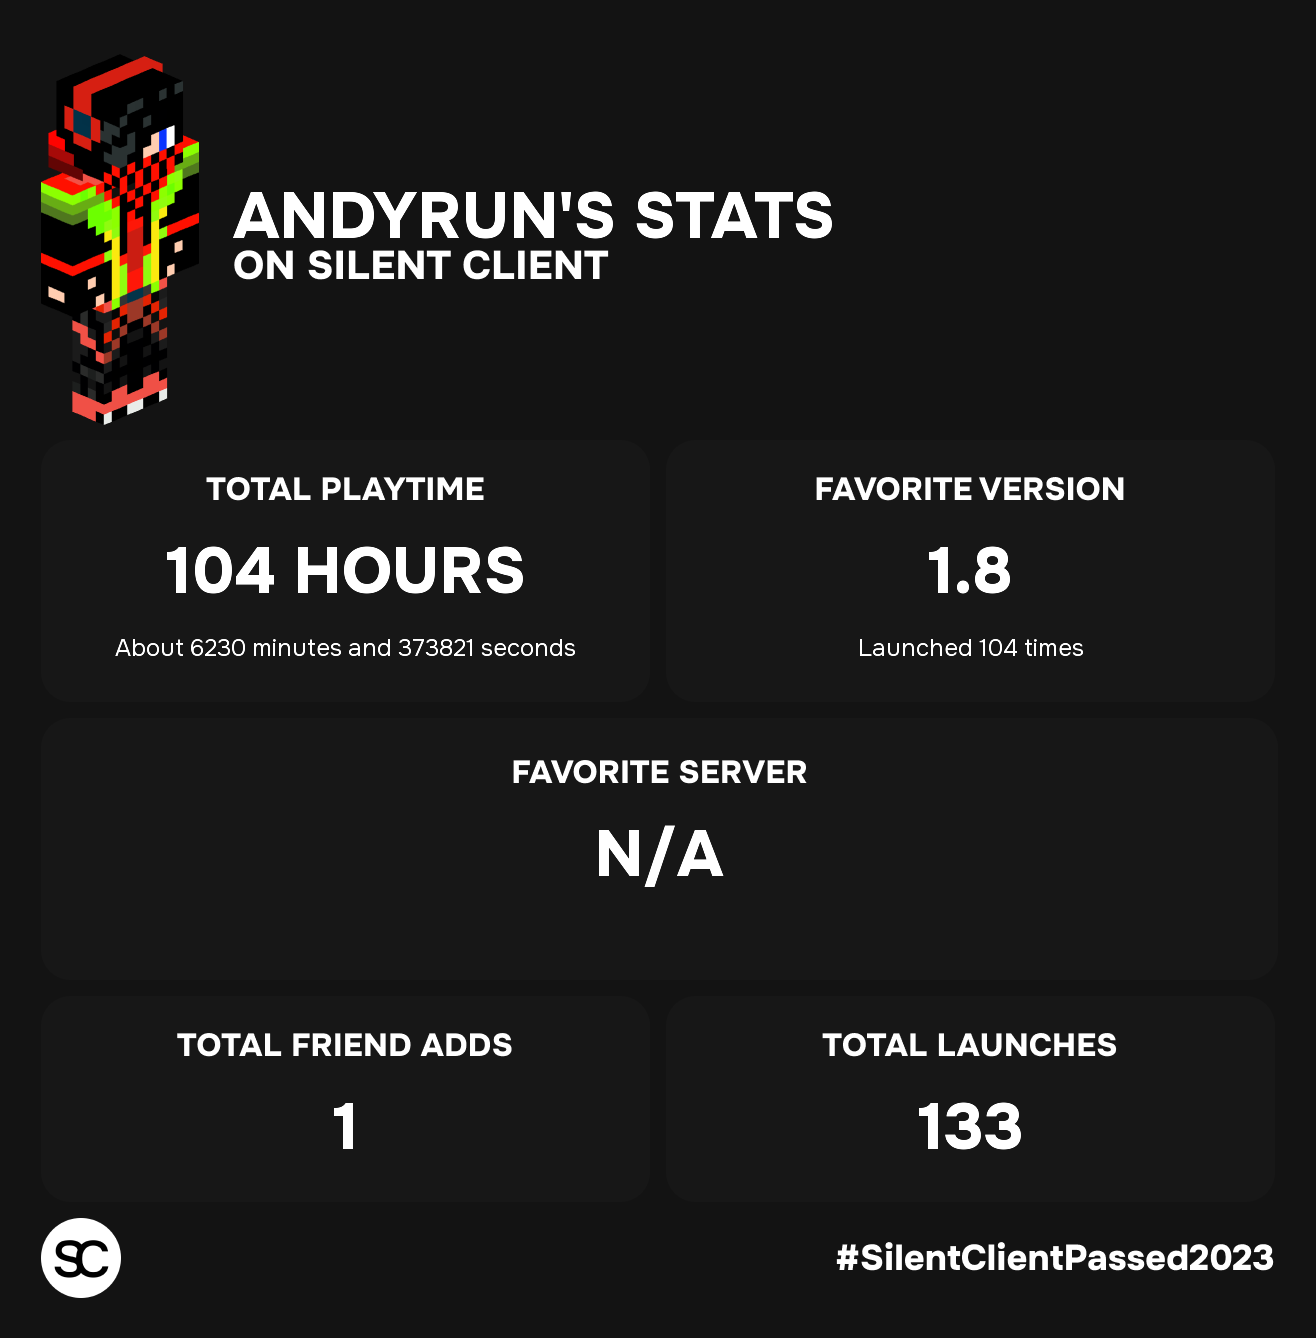 ANDYRUN'S STATS
ON SILENT CLIENT
TOTAL PLAYTIME
104 HOURS
About 6230 minutes and 373821 seconds
FAVORITE VERSION
1.8
Launched 104 times
FAVORITE SERVER
N/A
TOTAL FRIEND ADDS
1
TOTAL LAUNCHES
133
SC
#SilentClientPassed2023